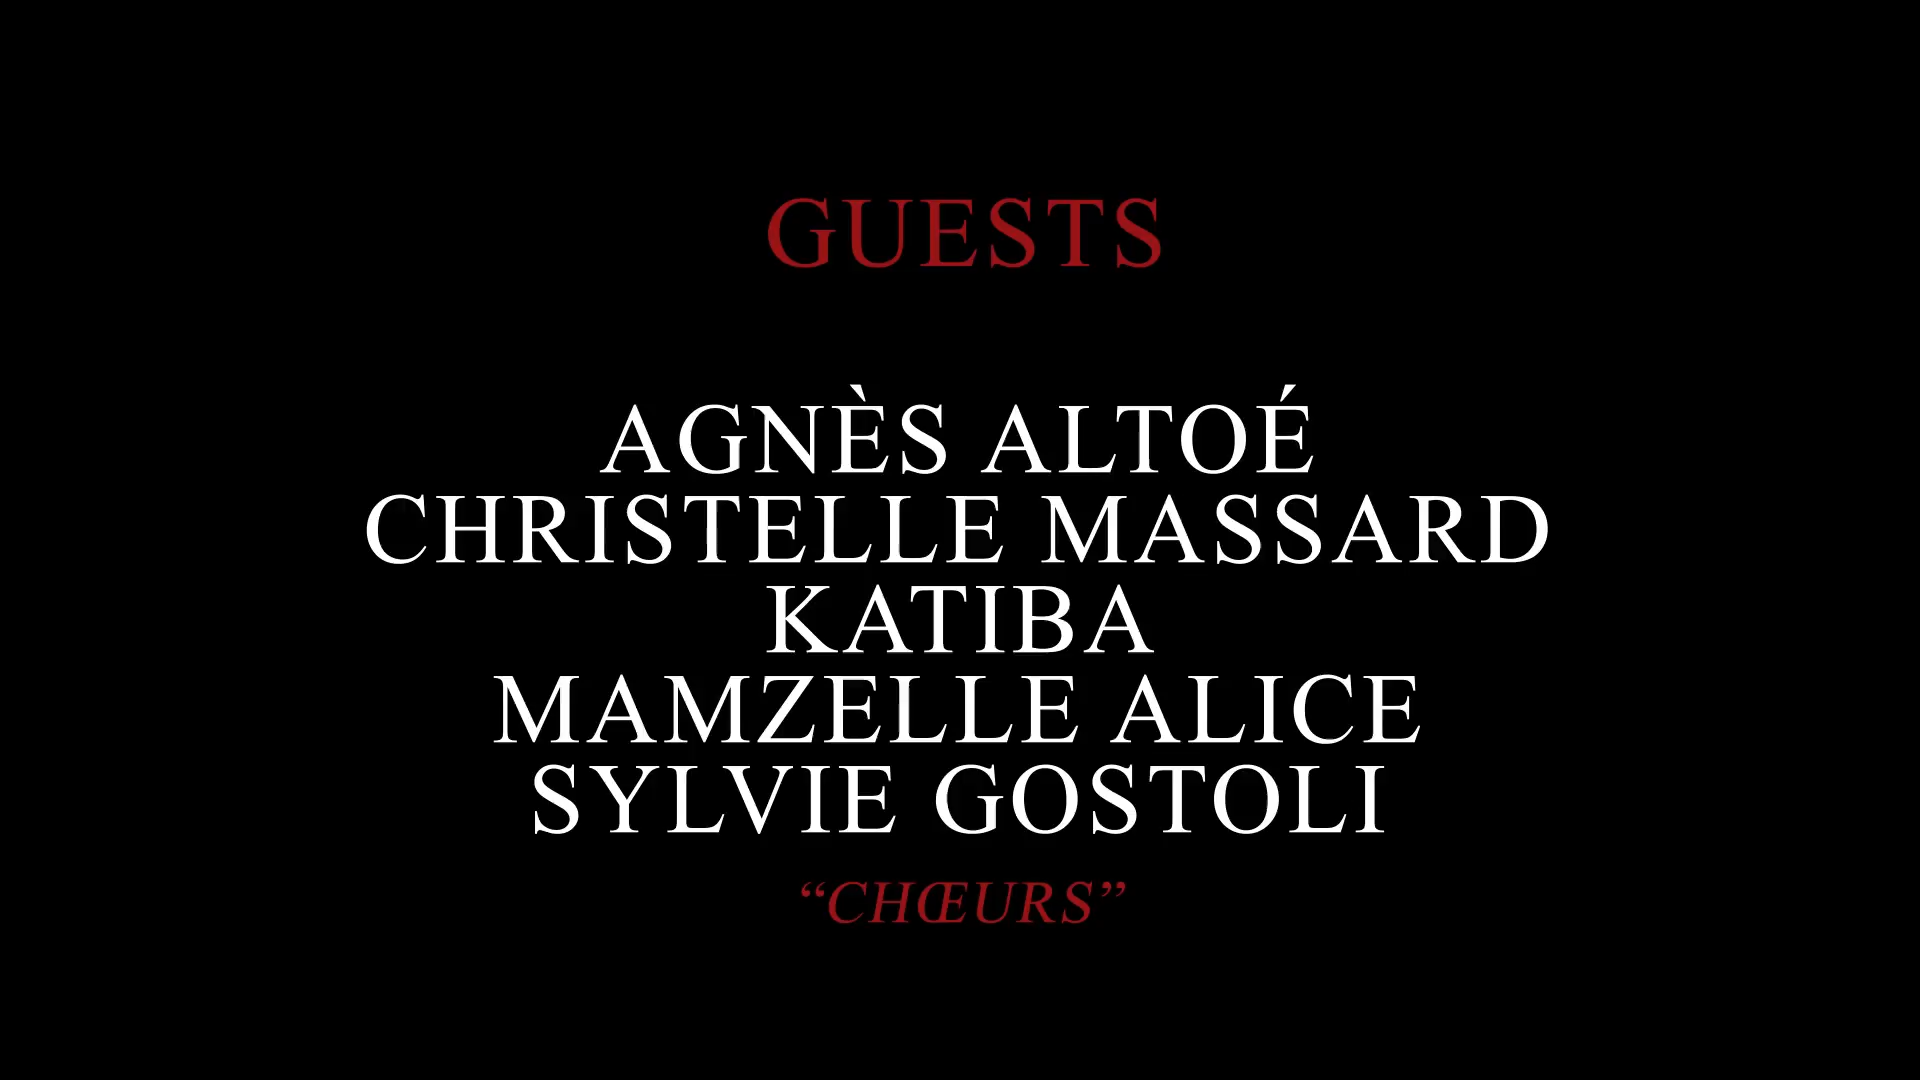 GUESTS
AGNÈS ALTOÉ
CHRISTELLE MASSARD
KATIBA
MAMZELLE ALICE
SYLVIE GOSTOLI
“CHŒURS”